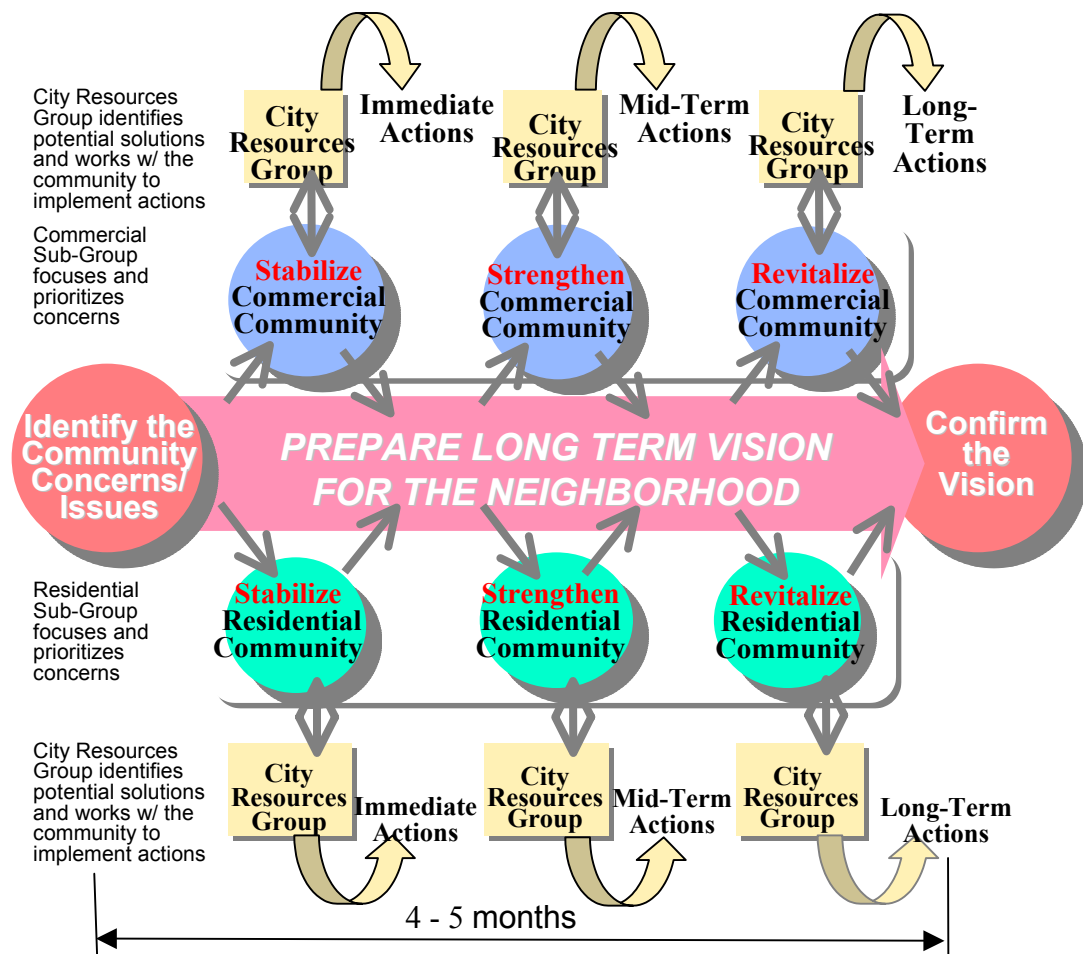 City Resources
Group identifies
potential solutions
and works w/ the
community to
implement actions
City
Resources
Group
Immediate
Actions
City
Resources
Group
Mid-Term
Actions
City
Resources
Group
Long-
Term
Actions
Commercial
Sub-Group
focuses and
prioritizes
concerns
Stabilize
Commercial
Community
Strengthen
Commercial
Community
Revitalize
Commercial
Community
Identify the
Community
Concerns/
Issues
PREPARE LONG TERM VISION
FOR THE NEIGHBORHOOD
Confirm
the
Vision
Residential
Sub-Group
focuses and
prioritizes
concerns
Stabilize
Residential
Community
Strengthen
Residential
Community
Revitalize
Residential
Community
City Resources
Group identifies
potential solutions
and works w/ the
community to
implement actions
City
Resources
Group
Immediate
Actions
City
Resources
Group
Mid-Term
Actions
City
Resources
Group
Long-Term
Actions
4 - 5 months